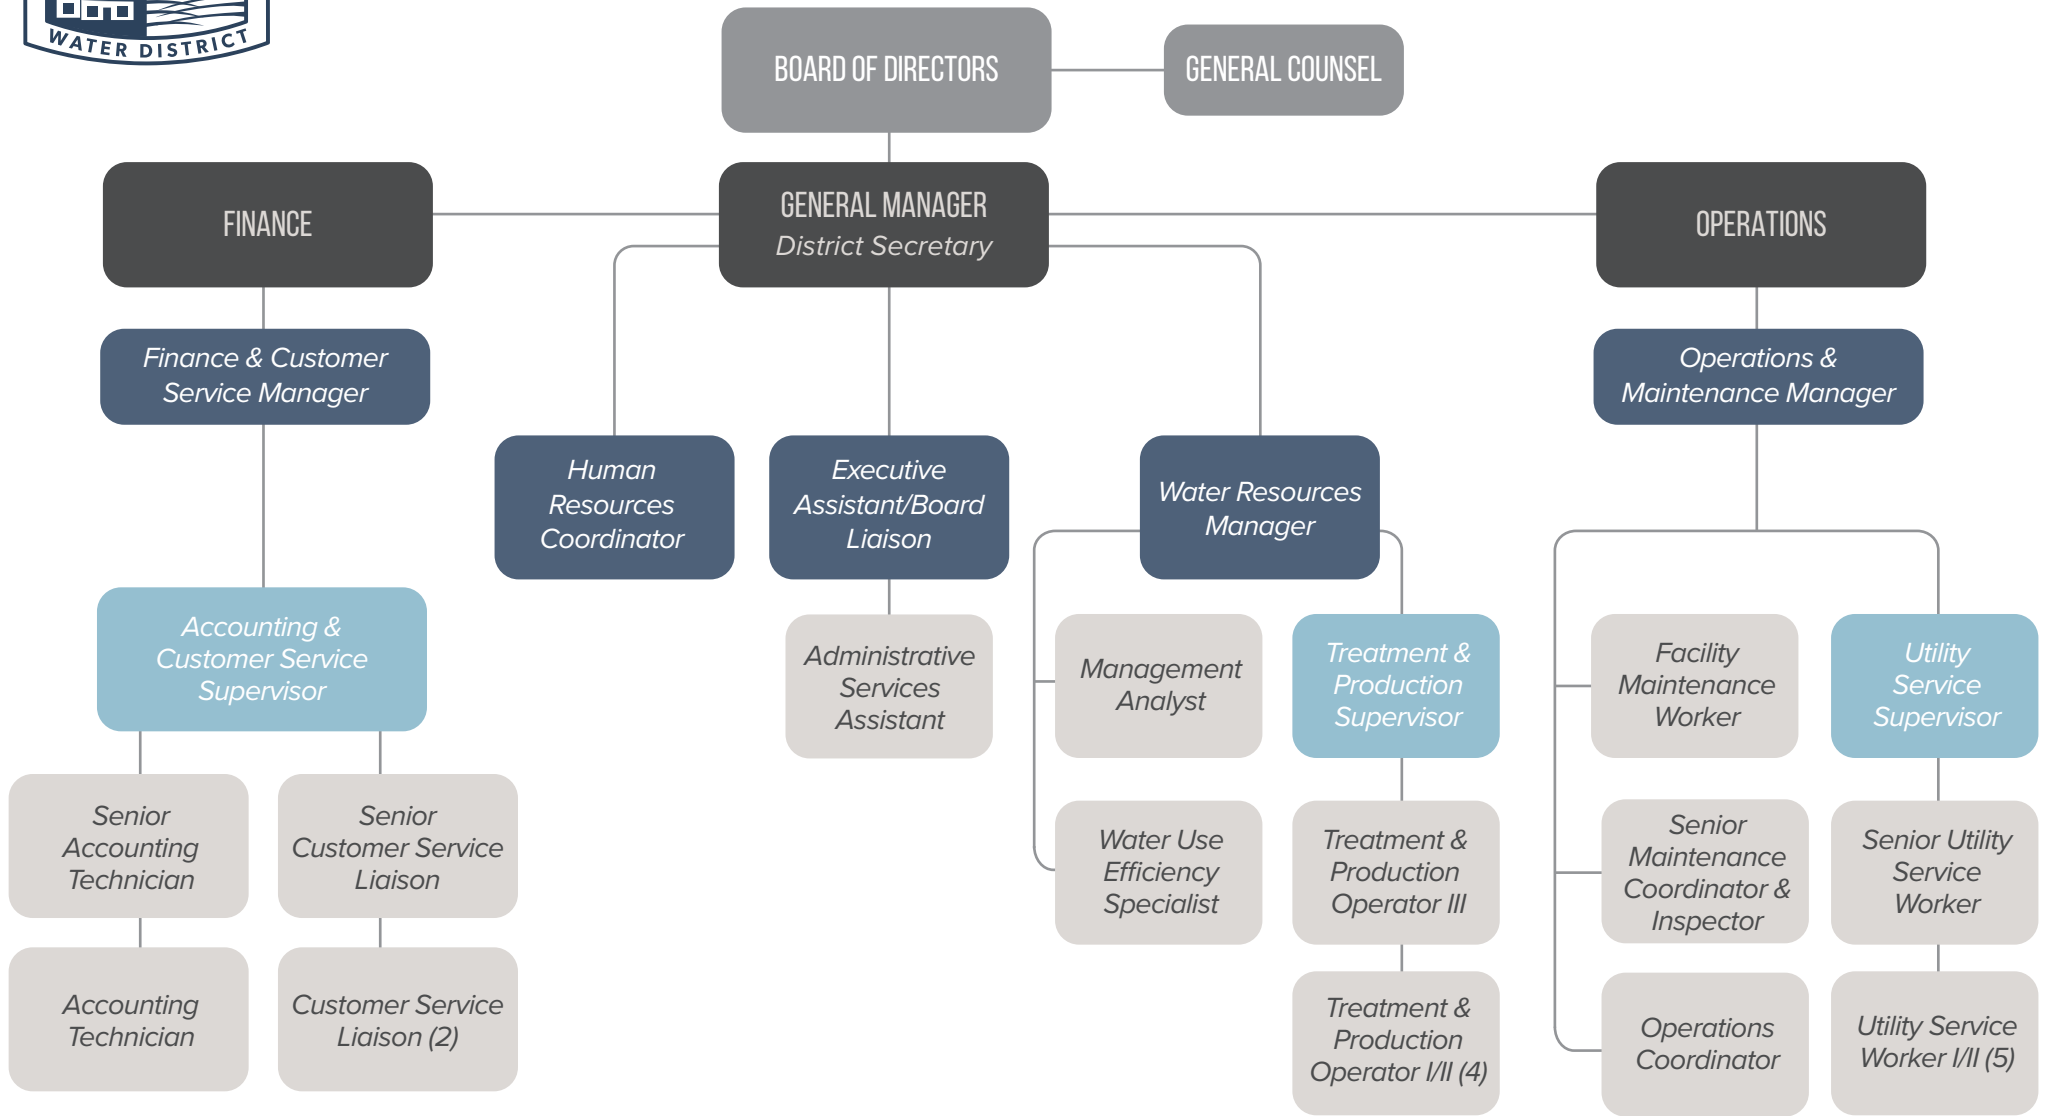 WATER DISTRICT
BOARD OF DIRECTORS
GENERAL COUNSEL
FINANCE
GENERAL MANAGER
District Secretary
OPERATIONS
Finance & Customer
Service Manager
Operations &
Maintenance Manager
Human
Resources
Coordinator
Executive
Assistant/Board
Liaison
Water Resources
Manager
Accounting &
Customer Service
Supervisor
Administrative
Services
Assistant
Management
Analyst
Treatment &
Production
Supervisor
Facility
Maintenance
Worker
Utility
Service
Supervisor
Senior
Accounting
Technician
Senior
Customer Service
Liaison
Water Use
Efficiency
Specialist
Treatment &
Production
Operator III
Senior
Maintenance
Coordinator &
Inspector
Senior Utility
Service
Worker
Accounting
Technician
Customer Service
Liaison (2)
Treatment &
Production
Operator I/II (4)
Operations
Coordinator
Utility Service
Worker I/II (5)